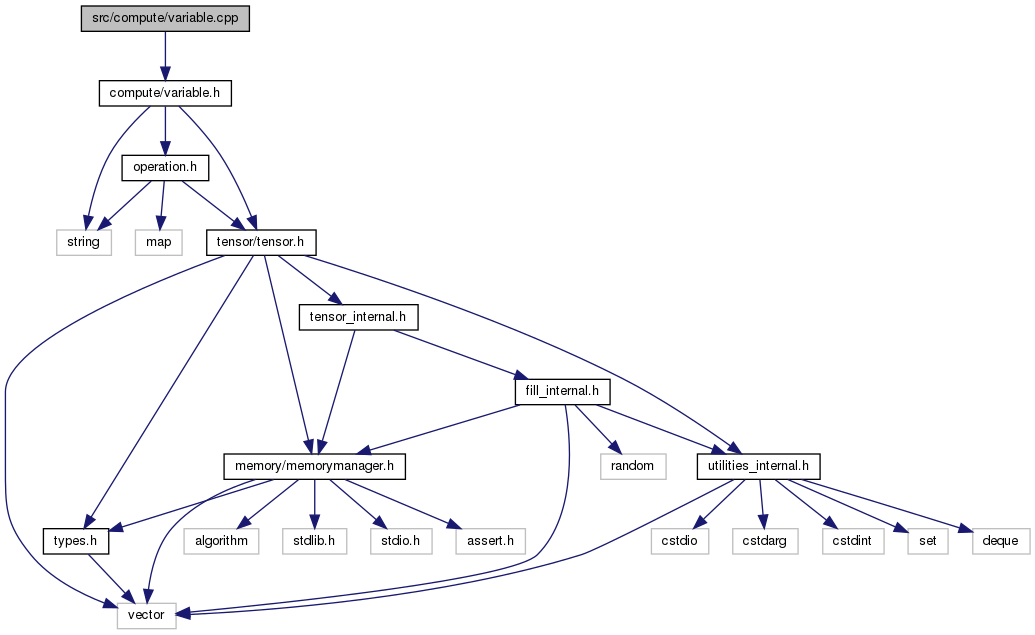 src/compute/variable.cpp
compute/variable.h
operation.h
string
map
tensor/tensor.h
tensor_internal.h
fill_internal.h
memory/memorymanager.h
random
utilities_internal.h
types.h
algorithm
stdlib.h
stdio.h
assert.h
cstdio
cstdarg
cstdint
set
deque
vector